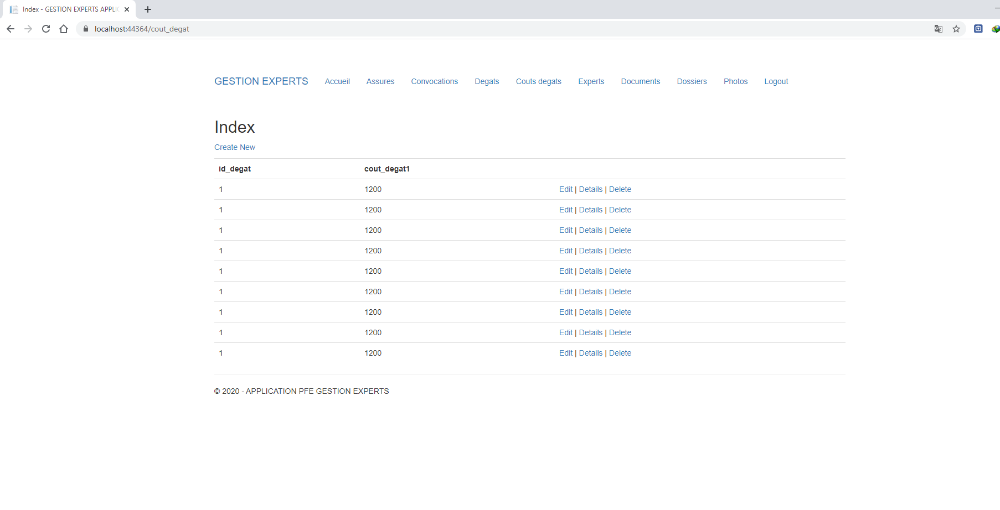 Index - GESTION EXPERTS APPLIC
localhost:44364/cout_degat
GESTION EXPERTS Accueil Assures Convocations Degats Couts degats Experts Documents Dossiers Photos Logout
Index
Create New
id_degat cout_degat1
1 1200 Edit | Details | Delete
1 1200 Edit | Details | Delete
1 1200 Edit | Details | Delete
1 1200 Edit | Details | Delete
1 1200 Edit | Details | Delete
1 1200 Edit | Details | Delete
1 1200 Edit | Details | Delete
1 1200 Edit | Details | Delete
1 1200 Edit | Details | Delete
© 2020 - APPLICATION PFE GESTION EXPERTS